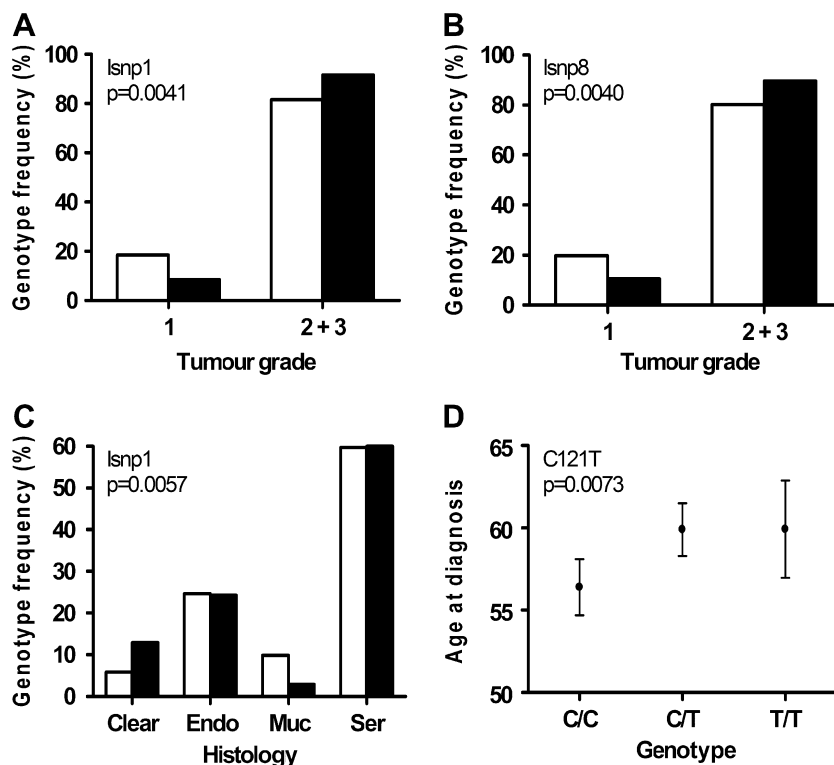 A
Genotype frequency (%)
100
80
60
40
20
0
Isnp1
p=0.0041
1
2 + 3
Tumour grade
B
Genotype frequency (%)
100
80
60
40
20
0
Isnp8
p=0.0040
1
2 + 3
Tumour grade
C
Genotype frequency (%)
60
50
40
30
20
10
0
Isnp1
p=0.0057
Clear Endo Muc Ser
Histology
D
Age at diagnosis
65
60
55
50
C121T
p=0.0073
C/C C/T T/T
Genotype